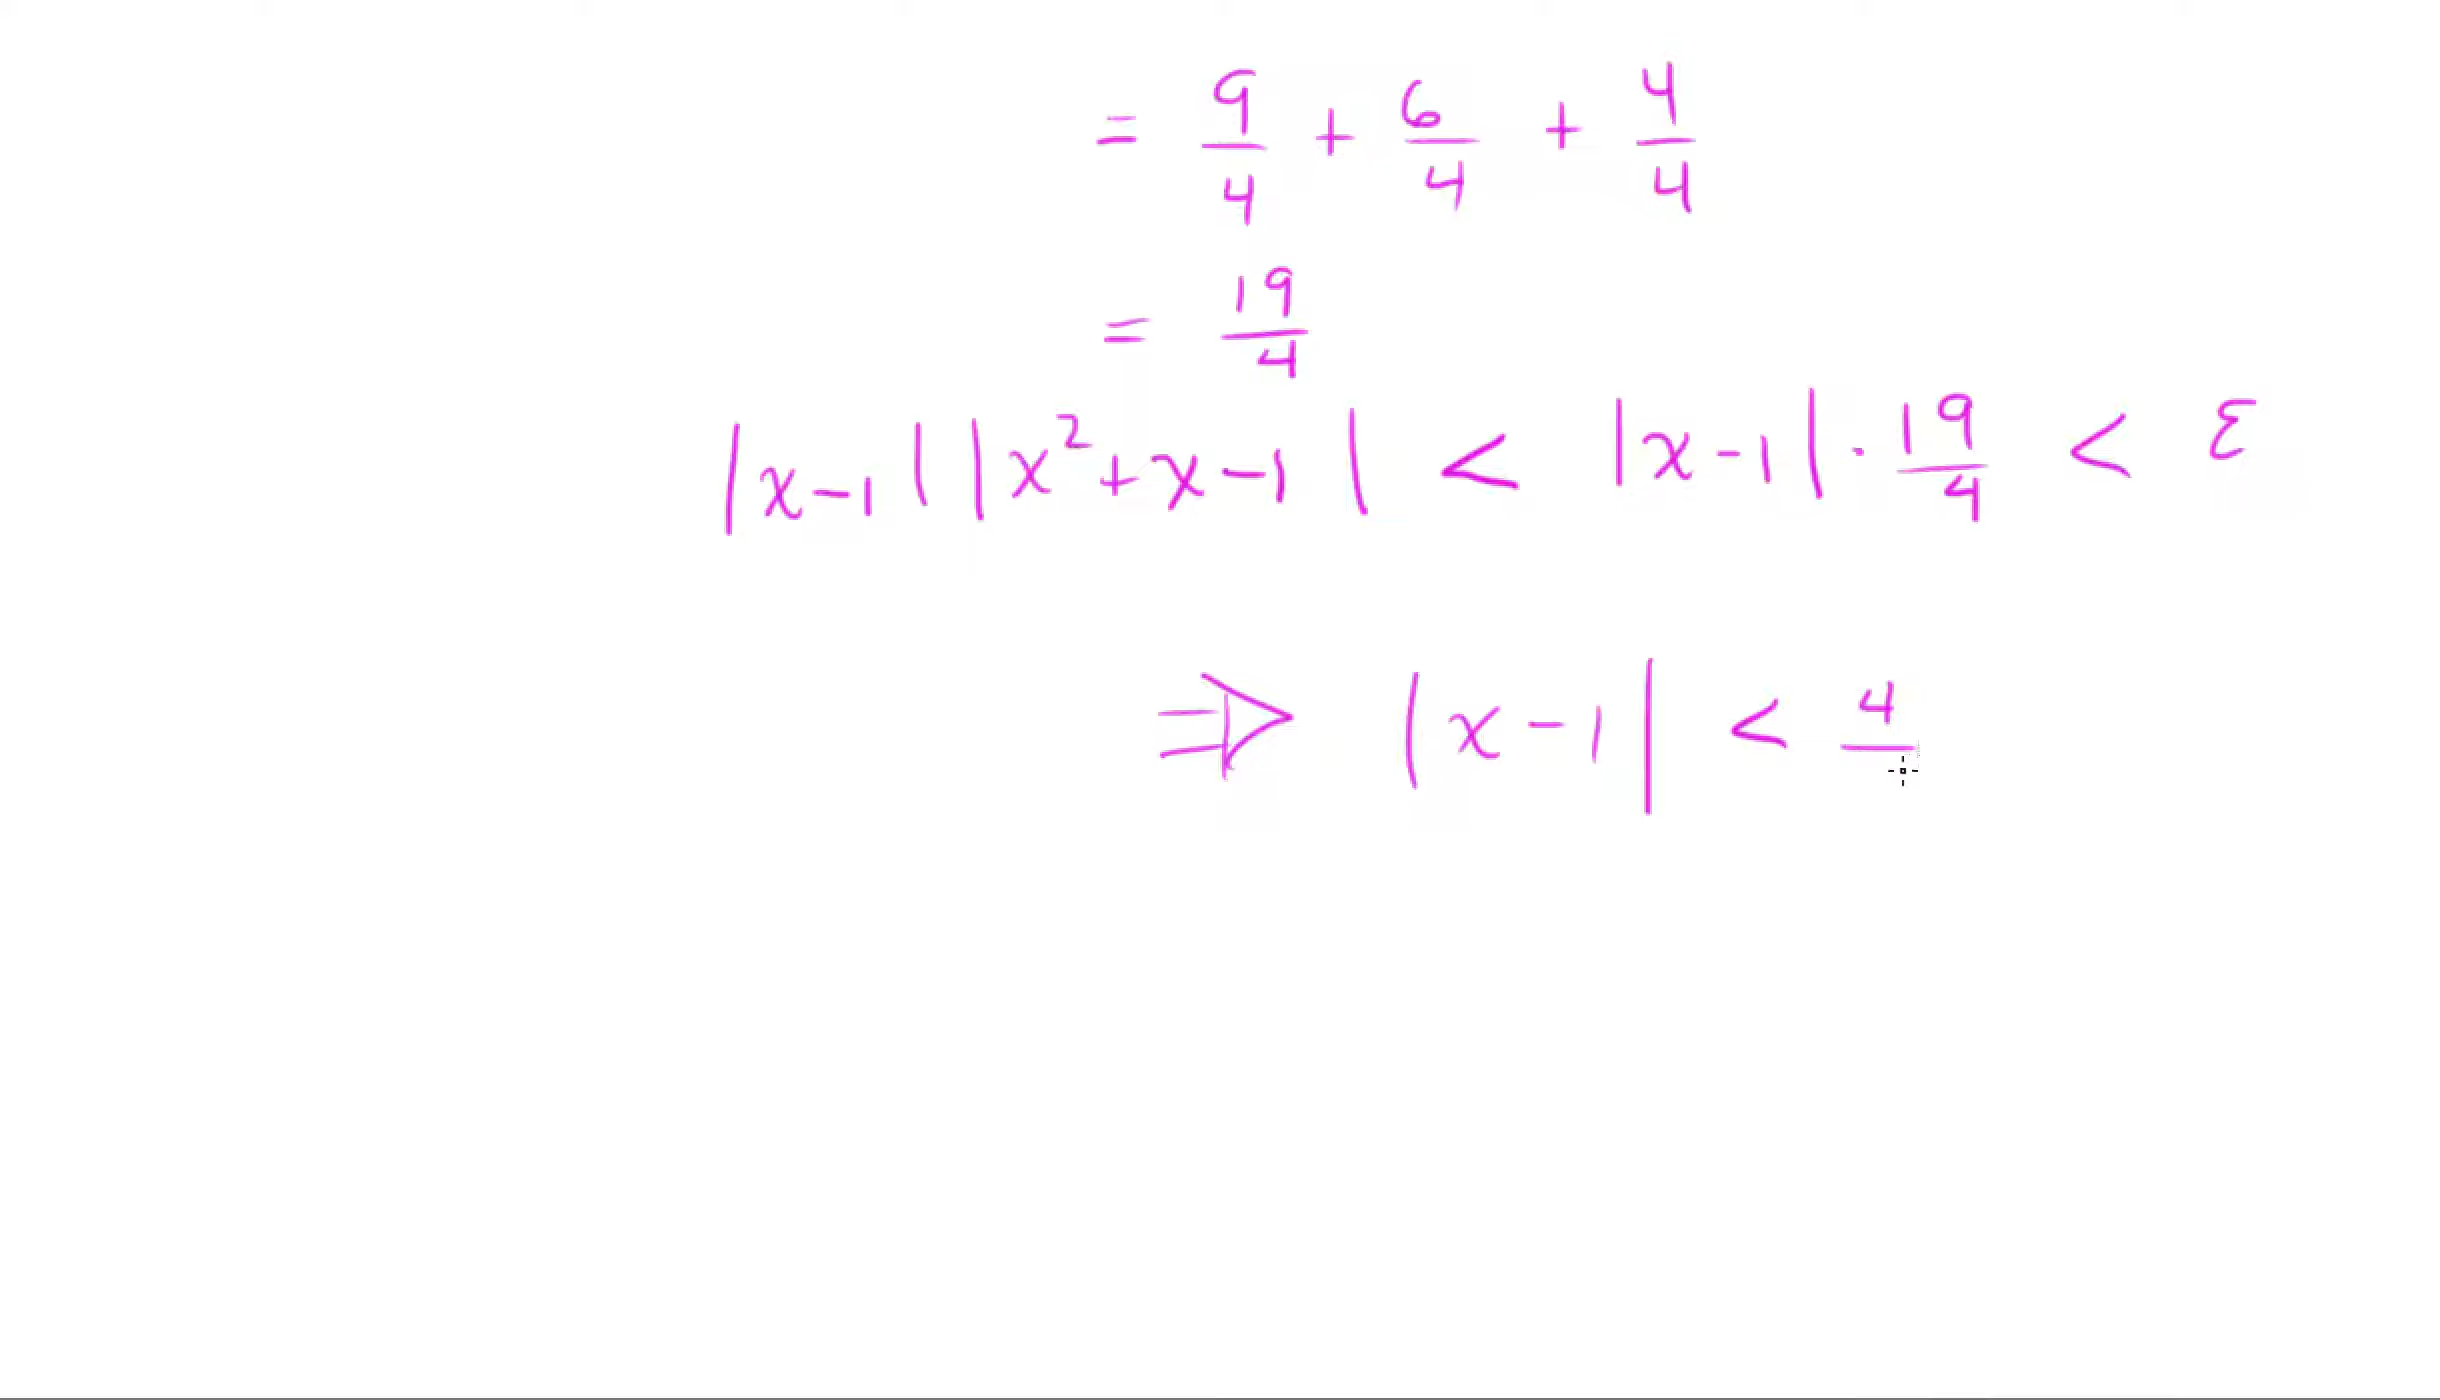 = 9/4 + 6/4 + 4/4
= 19/4
|x-1| |x²+x-1| < |x-1| · 19/4 < ε
⇒ |x-1| < 4/